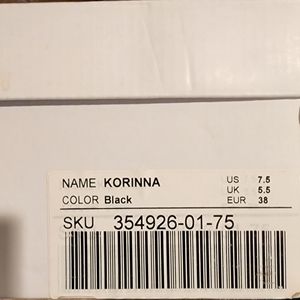 NAME KORINNA US 7.5
UK 5.5
COLOR Black EUR 38
SKU 354926-01-75